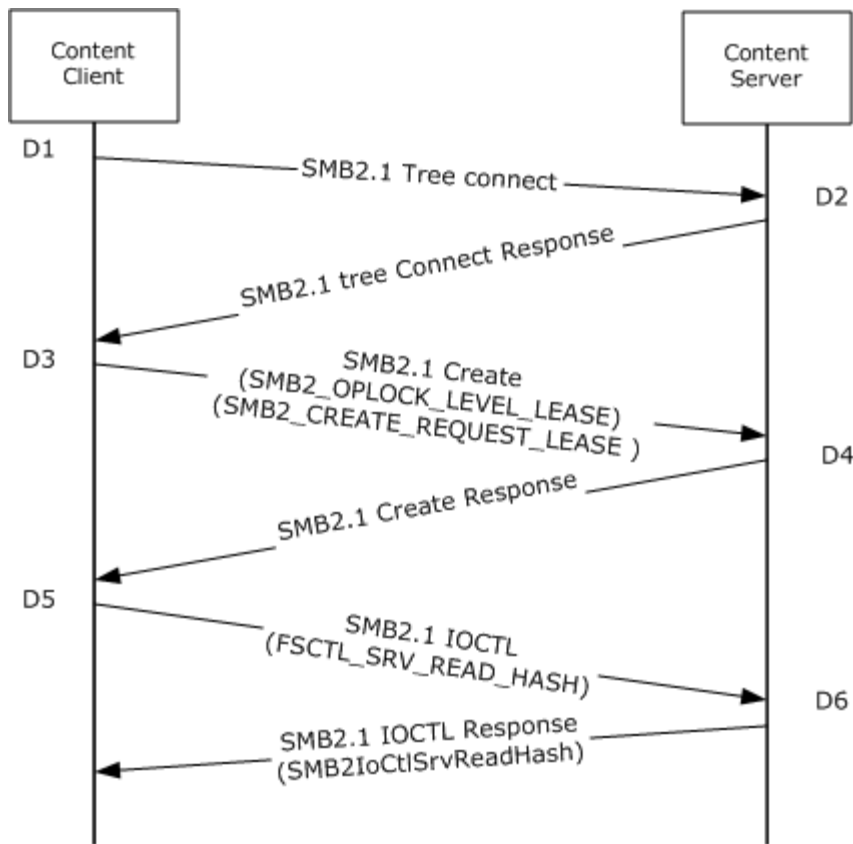 Content
Client
Content
Server
D1
SMB2.1 Tree connect
D2
SMB2.1 tree Connect Response
D3
SMB2.1 Create
(SMB2_OPLOCK_LEVEL_LEASE)
(SMB2_CREATE_REQUEST_LEASE )
D4
SMB2.1 Create Response
D5
SMB2.1 IOCTL
(FSCTL_SRV_READ_HASH)
D6
SMB2.1 IOCTL Response
(SMB2IoCtlSrvReadHash)